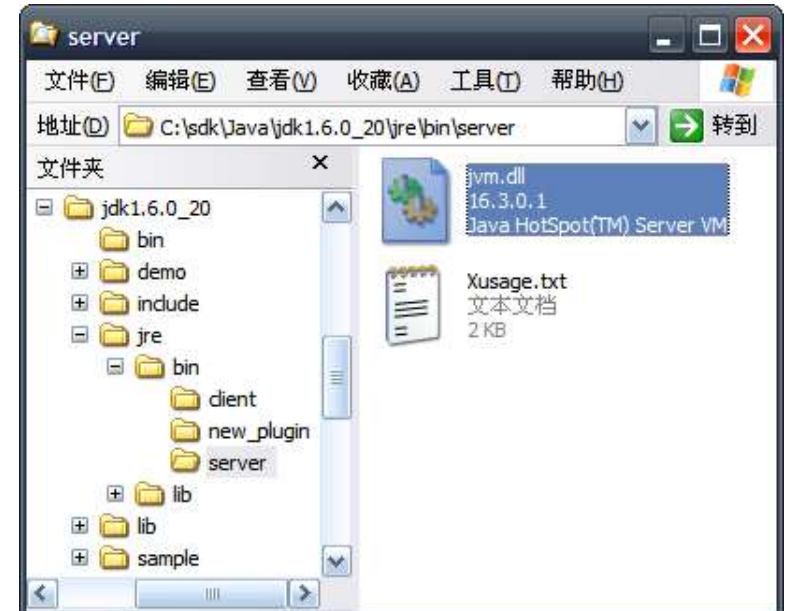 server
文件(F) 编辑(E) 查看(V) 收藏(A) 工具(T) 帮助(H)
地址(D) C:\sdk\Java\jdk1.6.0_20\jre\bin\server 转到
文件夹
jdk1.6.0_20
bin
demo
include
jre
bin
client
new_plugin
server
lib
lib
sample
jvm.dll
16.3.0.1
Java HotSpot(TM) Server VM
Xusage.txt
文本文档
2 KB